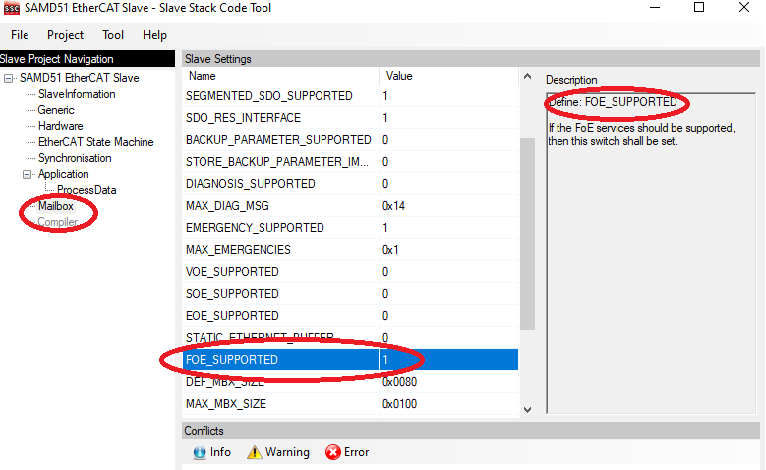 SSC SAMD51 EtherCAT Slave - Slave Stack Code Tool
File Project Tool Help
Slave Project Navigation
SAMD51 EtherCAT Slave
SlaveInfomation
Generic
Hardware
EtherCAT State Machine
Synchronisation
Application
ProcessData
Mailbox
Compiler
Slave Settings
Name Value
SEGMENTED_SDO_SUPPORTED 1
SDO_RES_INTERFACE 1
BACKUP_PARAMETER_SUPPORTED 0
STORE_BACKUP_PARAMETER_IM... 0
DIAGNOSIS_SUPPORTED 0
MAX_DIAG_MSG 0x14
EMERGENCY_SUPPORTED 1
MAX_EMERGENCIES 0x1
VOE_SUPPORTED 0
SOE_SUPPORTED 0
EOE_SUPPORTED 0
STATIC_ETHERNET_BUFFER 0
FOE_SUPPORTED 1
DEF_MBX_SIZE 0x0080
MAX_MBX_SIZE 0x0100
Description
Define: FOE_SUPPORTED
If the FoE services should be supported,
then this switch shall be set.
Conflicts
Info Warning Error